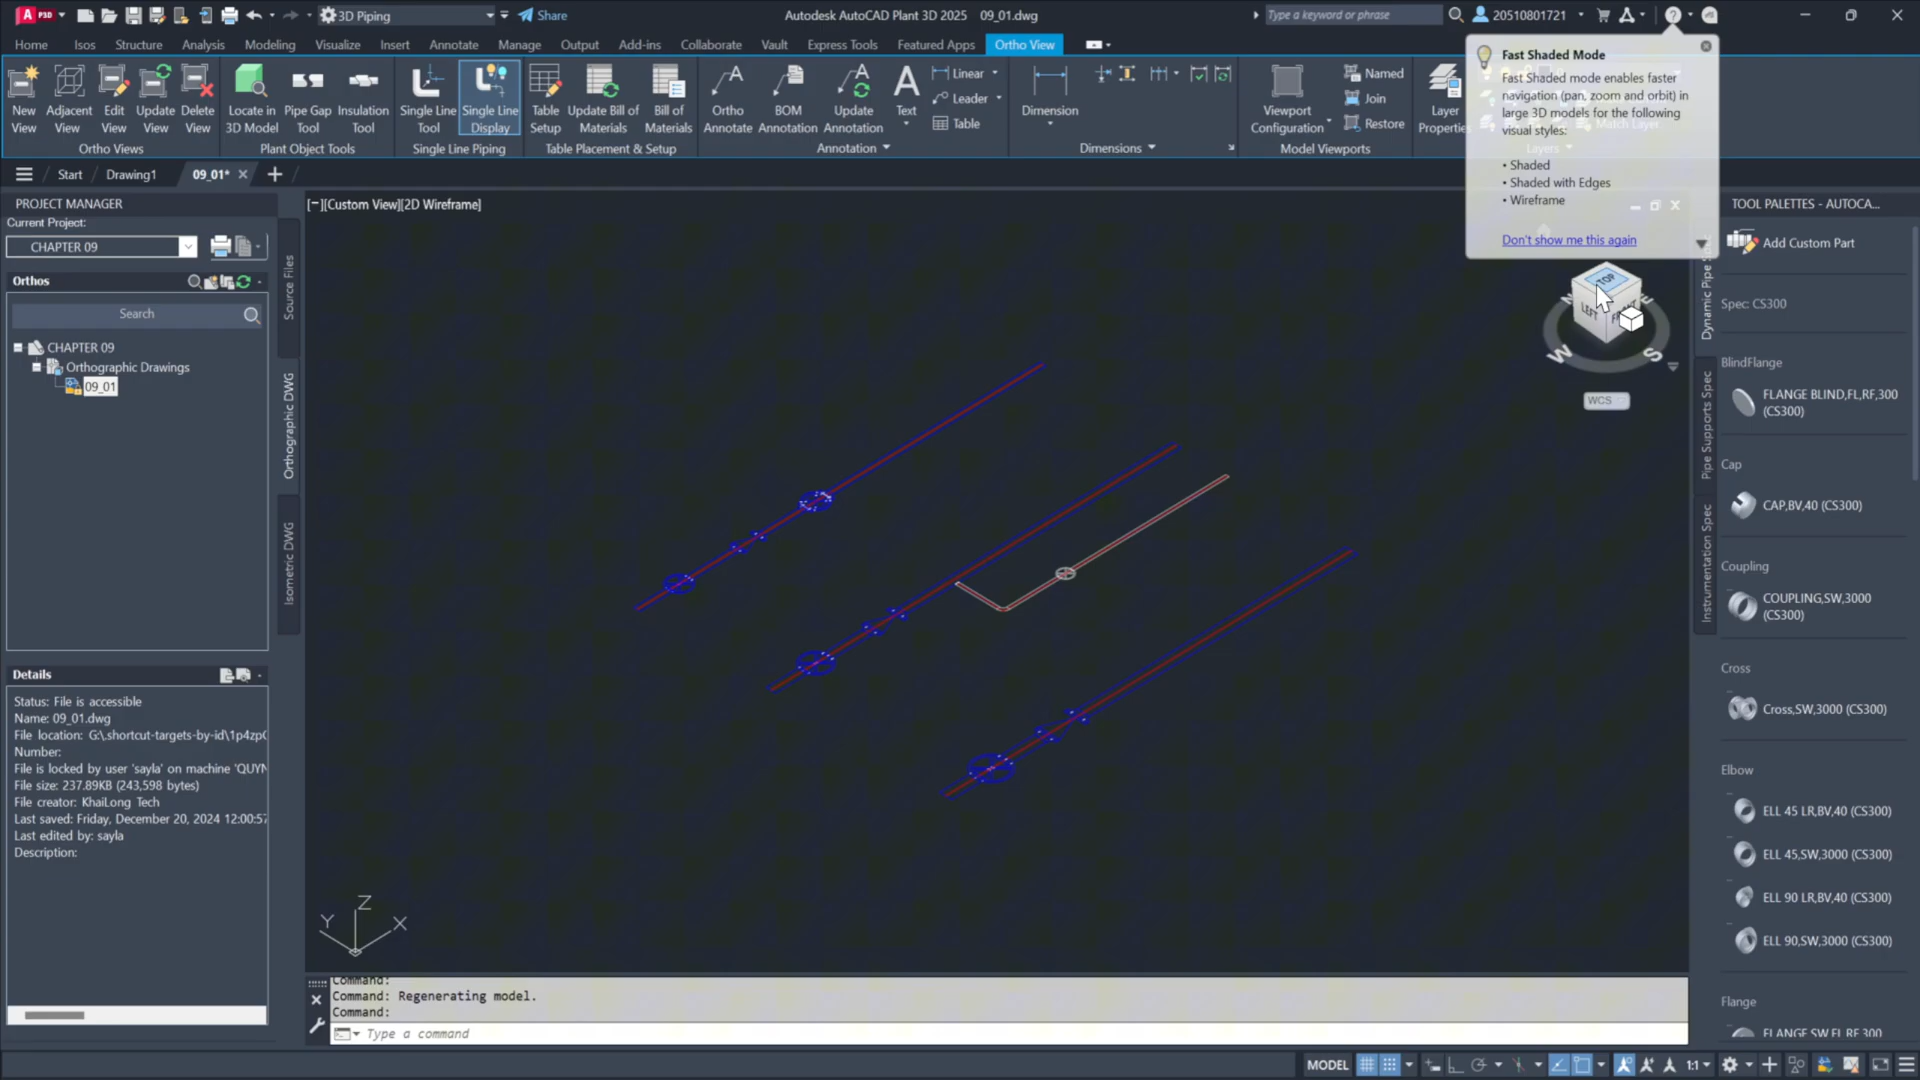 A P3D
3D Piping
Share
Autodesk AutoCAD Plant 3D 2025 09_01.dwg
Type a keyword or phrase
20510801721
Home Isos Structure Analysis Modeling Visualize Insert Annotate Manage Output Add-ins Collaborate Vault Express Tools Featured Apps Ortho View
New View
Adjacent View
Edit View
Update View
Delete View
Ortho Views
Locate in 3D Model
Pipe Gap Tool
Insulation Tool
Plant Object Tools
Single Line Tool
Single Line Display
Single Line Piping
Table Setup
Update Bill of Materials
Bill of Materials
Table Placement & Setup
Ortho Annotate
BOM Annotation
Update Annotation
Text
Linear
Leader
Table
Annotation
Dimension
Dimensions
Viewport Configuration
Named
Join
Restore
Model Viewports
Layer Properties
Match Layer
Layers
Fast Shaded Mode
Fast Shaded mode enables faster
navigation (pan, zoom and orbit) in
large 3D models for the following
visual styles:
• Shaded
• Shaded with Edges
• Wireframe
Don't show me this again
Start
Drawing1
09_01*
PROJECT MANAGER
Current Project:
CHAPTER 09
Orthos
Search
CHAPTER 09
Orthographic Drawings
09_01
Source Files
Orthographic DWG
Isometric DWG
Details
Status: File is accessible
Name: 09_01.dwg
File location: G:\.shortcut-targets-by-id\1p4zp
Number:
File is locked by user 'sayla' on machine 'QUYN
File size: 237.89KB (243,598 bytes)
File creator: KhaiLong Tech
Last saved: Friday, December 20, 2024 12:00:57
Last edited by: sayla
Description:
[−][Custom View][2D Wireframe]
TOP
LEFT
W
S
WCS
Z
Y
X
Command:
Command: Regenerating model.
Command:
Type a command
TOOL PALETTES - AUTOCA...
Dynamic Pipe Spec
Pipe Supports Spec
Instrumentation Spec
Add Custom Part
Spec: CS300
BlindFlange
FLANGE BLIND,FL,RF,300
(CS300)
Cap
CAP,BV,40 (CS300)
Coupling
COUPLING,SW,3000
(CS300)
Cross
Cross,SW,3000 (CS300)
Elbow
ELL 45 LR,BV,40 (CS300)
ELL 45,SW,3000 (CS300)
ELL 90 LR,BV,40 (CS300)
ELL 90,SW,3000 (CS300)
Flange
FLANGE SW,FL,RF,300
MODEL
1:1